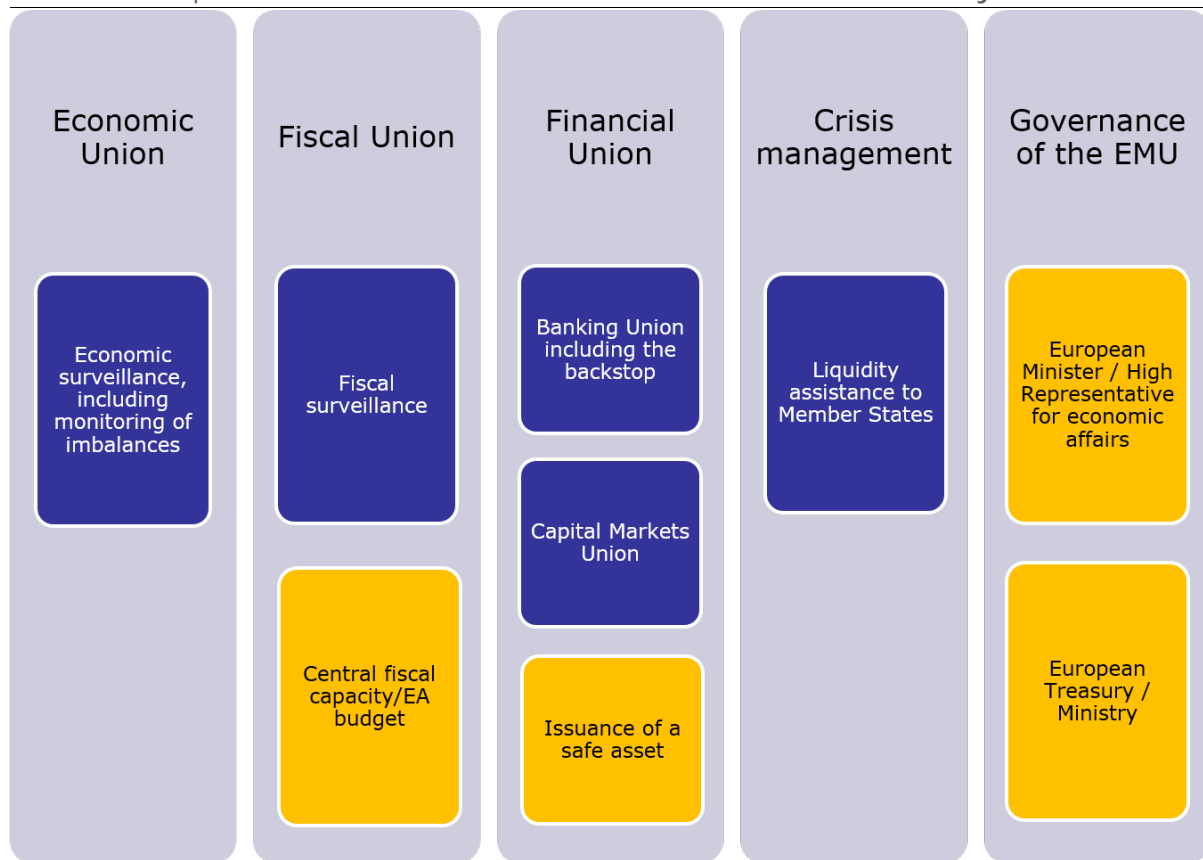 Economic
Union
Fiscal Union
Financial
Union
Crisis
management
Governance
of the EMU
Economic
surveillance,
including
monitoring of
imbalances
Fiscal
surveillance
Central fiscal
capacity/EA
budget
Banking Union
including the
backstop
Capital Markets
Union
Issuance of a
safe asset
Liquidity
assistance to
Member States
European
Minister / High
Representative
for economic
affairs
European
Treasury /
Ministry